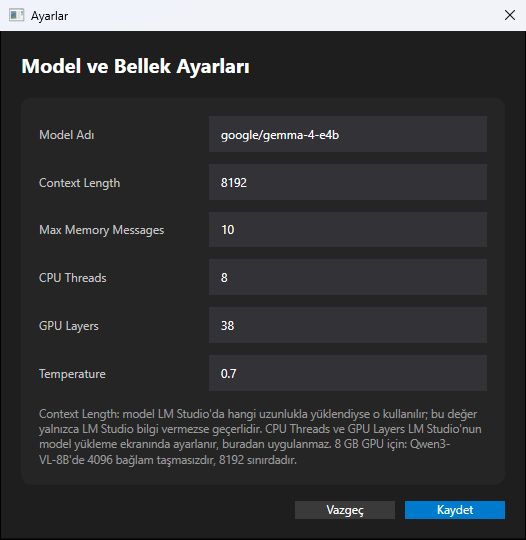 Ayarlar
Model ve Bellek Ayarları
Model Adı
google/gemma-4-e4b
Context Length
8192
Max Memory Messages
10
CPU Threads
8
GPU Layers
38
Temperature
0.7
Context Length: model LM Studio'da hangi uzunlukla yüklendiyse o kullanılır; bu değer
yalnızca LM Studio bilgi vermezse geçerlidir. CPU Threads ve GPU Layers LM Studio'nun
model yükleme ekranında ayarlanır, buradan uygulanmaz. 8 GB GPU için: Qwen3-
VL-8B'de 4096 bağlam taşmasızdır, 8192 sınırdadır.
Vazgeç
Kaydet